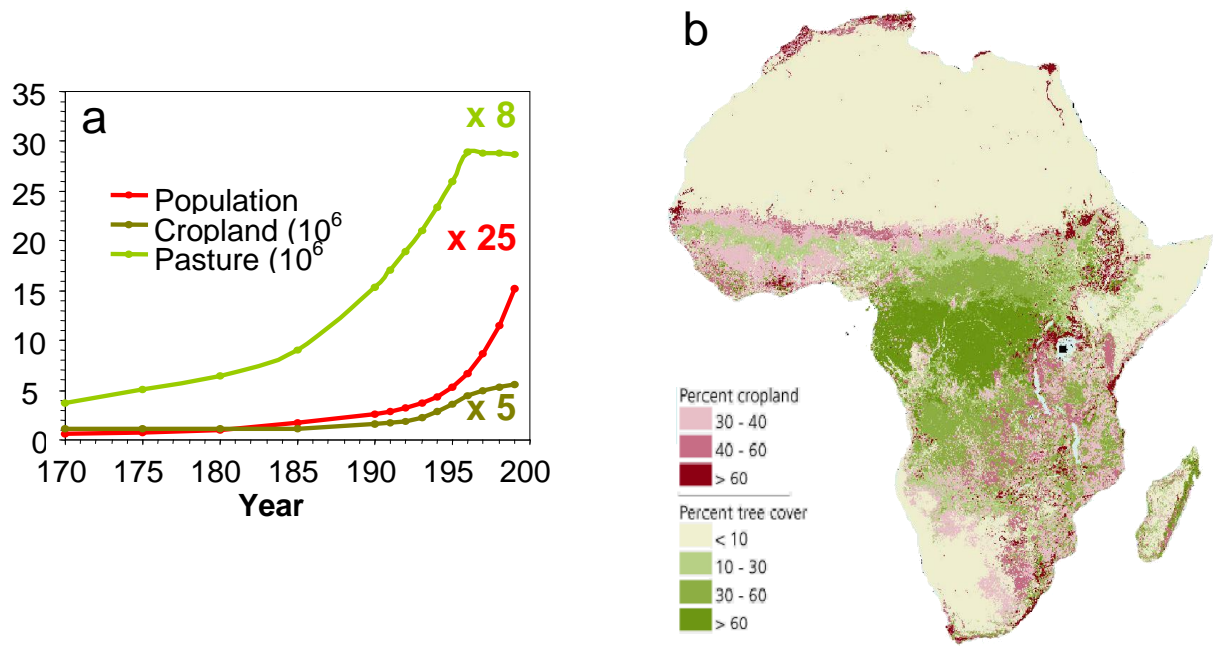 a
35
30
25
20
15
10
5
0
x 8
x 25
x 5
Population
Cropland (10⁶
Pasture (10⁶
170 175 180 185 190 195 200
Year
b
Percent cropland
30 - 40
40 - 60
> 60
Percent tree cover
< 10
10 - 30
30 - 60
> 60